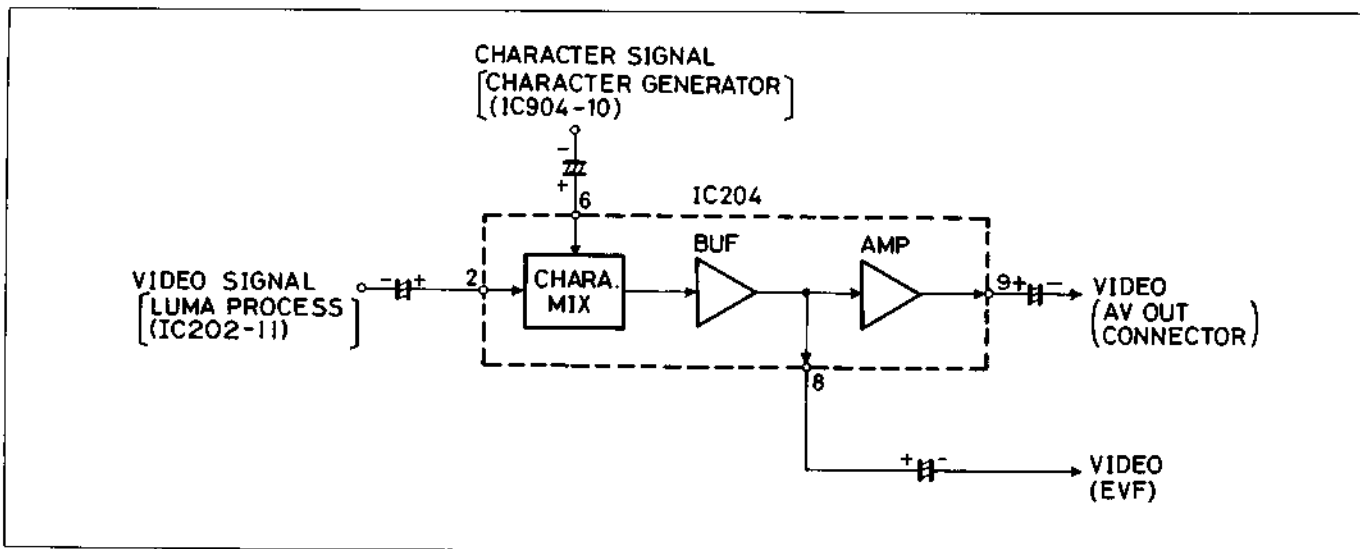 CHARACTER SIGNAL
[CHARACTER GENERATOR]
(IC904-10)
-
+
6
IC204
BUF
AMP
VIDEO SIGNAL
[LUMA PROCESS]
(IC202-11)
- +
2
CHARA.
MIX
9 + -
VIDEO
(AV OUT
CONNECTOR)
8
+ -
VIDEO
(EVF)